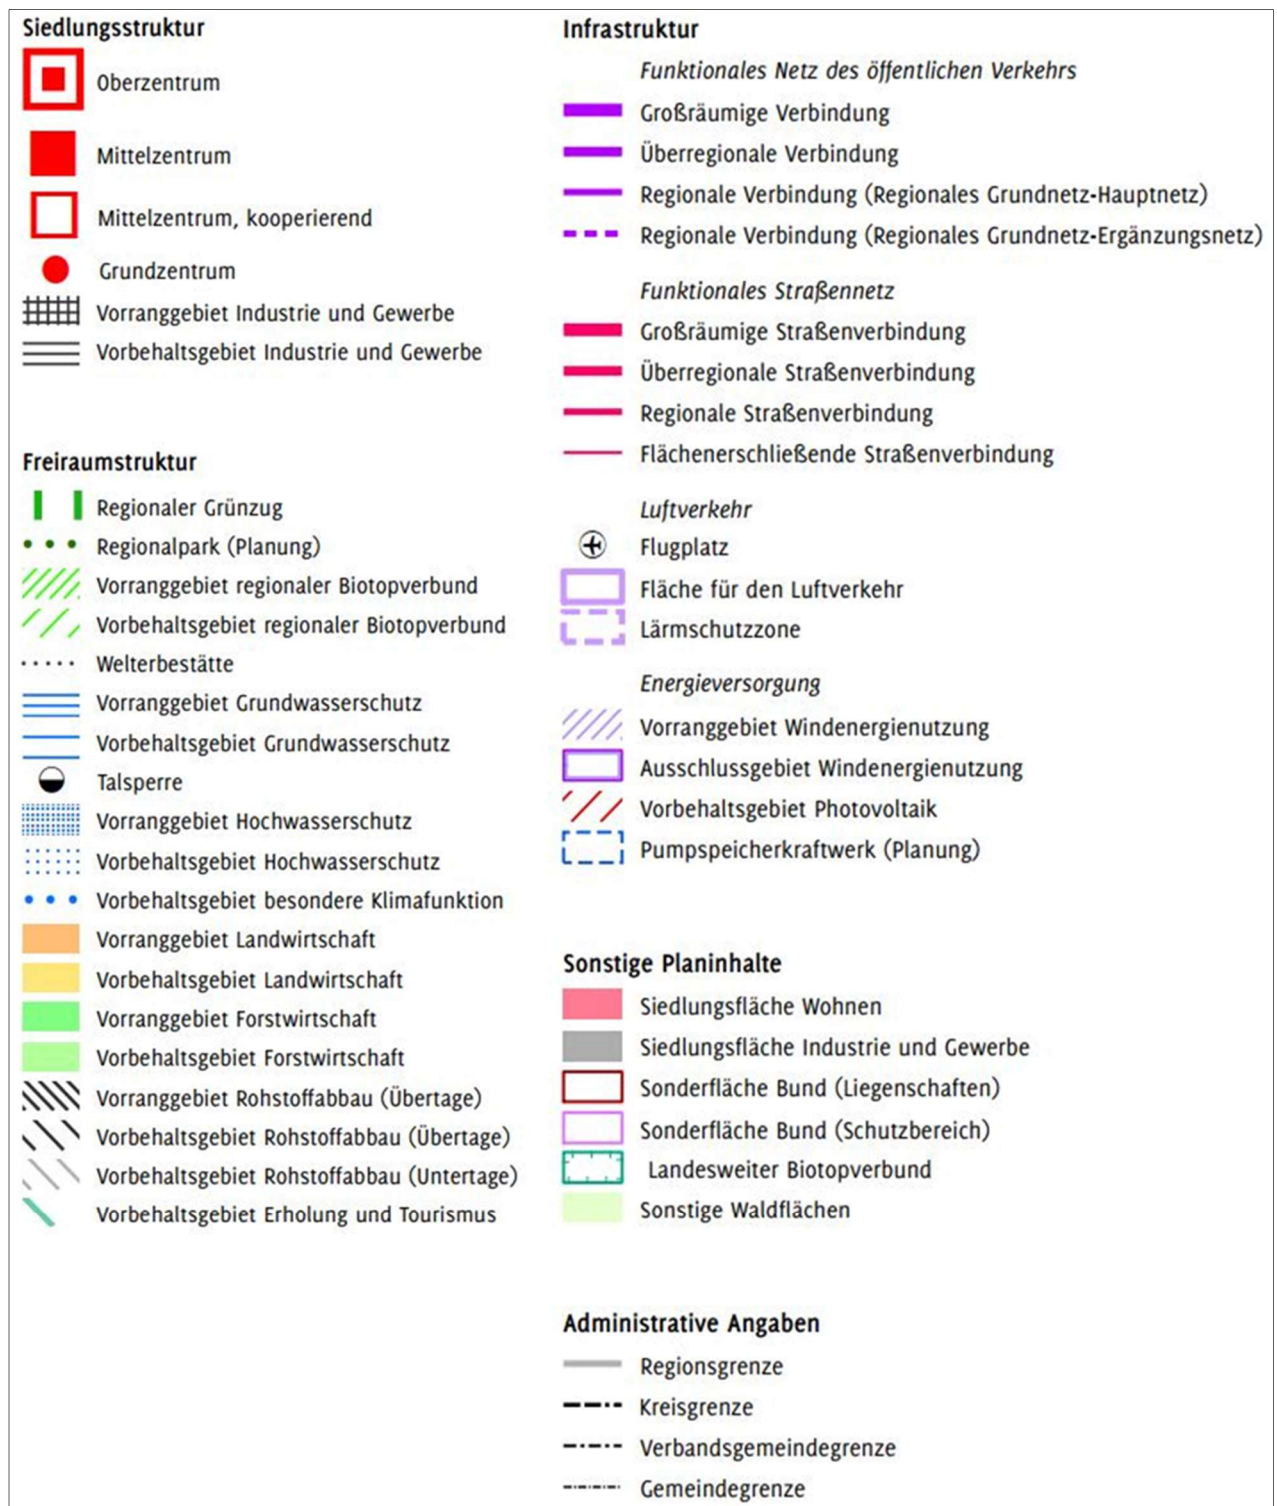 Siedlungsstruktur
Oberzentrum
Mittelzentrum
Mittelzentrum, kooperierend
Grundzentrum
Vorranggebiet Industrie und Gewerbe
Vorbehaltsgebiet Industrie und Gewerbe
Freiraumstruktur
Regionaler Grünzug
Regionalpark (Planung)
Vorranggebiet regionaler Biotopverbund
Vorbehaltsgebiet regionaler Biotopverbund
Welterbestätte
Vorranggebiet Grundwasserschutz
Vorbehaltsgebiet Grundwasserschutz
Talsperre
Vorranggebiet Hochwasserschutz
Vorbehaltsgebiet Hochwasserschutz
Vorbehaltsgebiet besondere Klimafunktion
Vorranggebiet Landwirtschaft
Vorbehaltsgebiet Landwirtschaft
Vorranggebiet Forstwirtschaft
Vorbehaltsgebiet Forstwirtschaft
Vorranggebiet Rohstoffabbau (Übertage)
Vorbehaltsgebiet Rohstoffabbau (Übertage)
Vorbehaltsgebiet Rohstoffabbau (Untertage)
Vorbehaltsgebiet Erholung und Tourismus
Infrastruktur
Funktionales Netz des öffentlichen Verkehrs
Großräumige Verbindung
Überregionale Verbindung
Regionale Verbindung (Regionales Grundnetz-Hauptnetz)
Regionale Verbindung (Regionales Grundnetz-Ergänzungsnetz)
Funktionales Straßennetz
Großräumige Straßenverbindung
Überregionale Straßenverbindung
Regionale Straßenverbindung
Flächenerschließende Straßenverbindung
Luftverkehr
Flugplatz
Fläche für den Luftverkehr
Lärmschutzzone
Energieversorgung
Vorranggebiet Windenergienutzung
Ausschlussgebiet Windenergienutzung
Vorbehaltsgebiet Photovoltaik
Pumpspeicherkraftwerk (Planung)
Sonstige Planinhalte
Siedlungsfläche Wohnen
Siedlungsfläche Industrie und Gewerbe
Sonderfläche Bund (Liegenschaften)
Sonderfläche Bund (Schutzbereich)
Landesweiter Biotopverbund
Sonstige Waldflächen
Administrative Angaben
Regionsgrenze
Kreisgrenze
Verbandsgemeindegrenze
Gemeindegrenze